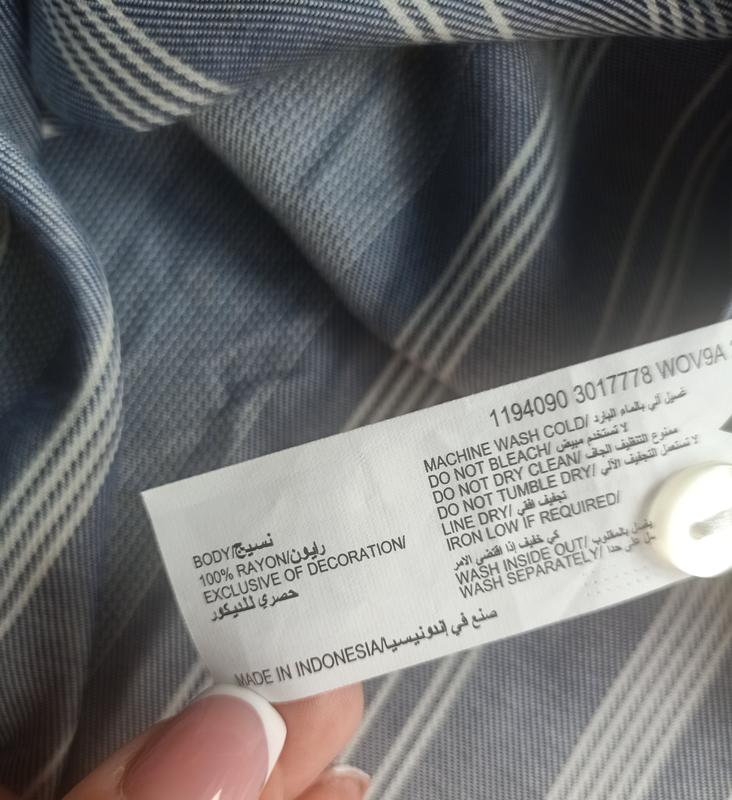 1194090 3017778 WOV9A
MACHINE WASH COLD/ غسيل آلي بالماء البارد
DO NOT BLEACH/ لا تستخدم مبيض
DO NOT DRY CLEAN/ ممنوع التنظيف الجاف
DO NOT TUMBLE DRY/ لا تستعمل التجفيف الآلي
LINE DRY/ تجفيف افقي
IRON LOW IF REQUIRED/
كي خفيف إذا اقتضى الامر
WASH INSIDE OUT/ يغسل بالمقلوب
WASH SEPARATELY/ على حدا
BODY/نسيج
100% RAYON/رايون
EXCLUSIVE OF DECORATION/
حصري للديكور
MADE IN INDONESIA/صنع في إندونيسيا